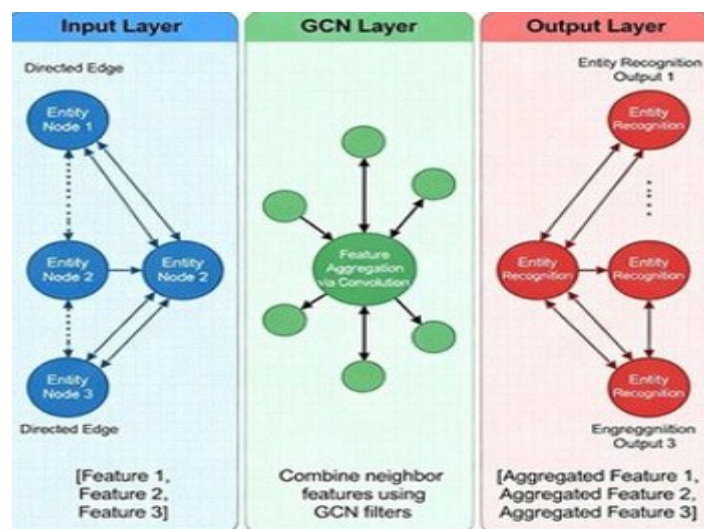 Input Layer
Directed Edge
Entity
Node 1
Entity
Node 2
Entity
Node 2
Entity
Node 3
Directed Edge
[Feature 1,
Feature 2,
Feature 3]
GCN Layer
Feature
Aggregation
via Convolution
Combine neighbor
features using
GCN filters
Output Layer
Entity Recognition
Output 1
Entity
Recognition
Entity
Recognition
Entity
Recognition
Entity
Recognition
Engreggniition
Output 3
[Aggregated Feature 1,
Aggregated Feature 2,
Aggregated Feature 3]